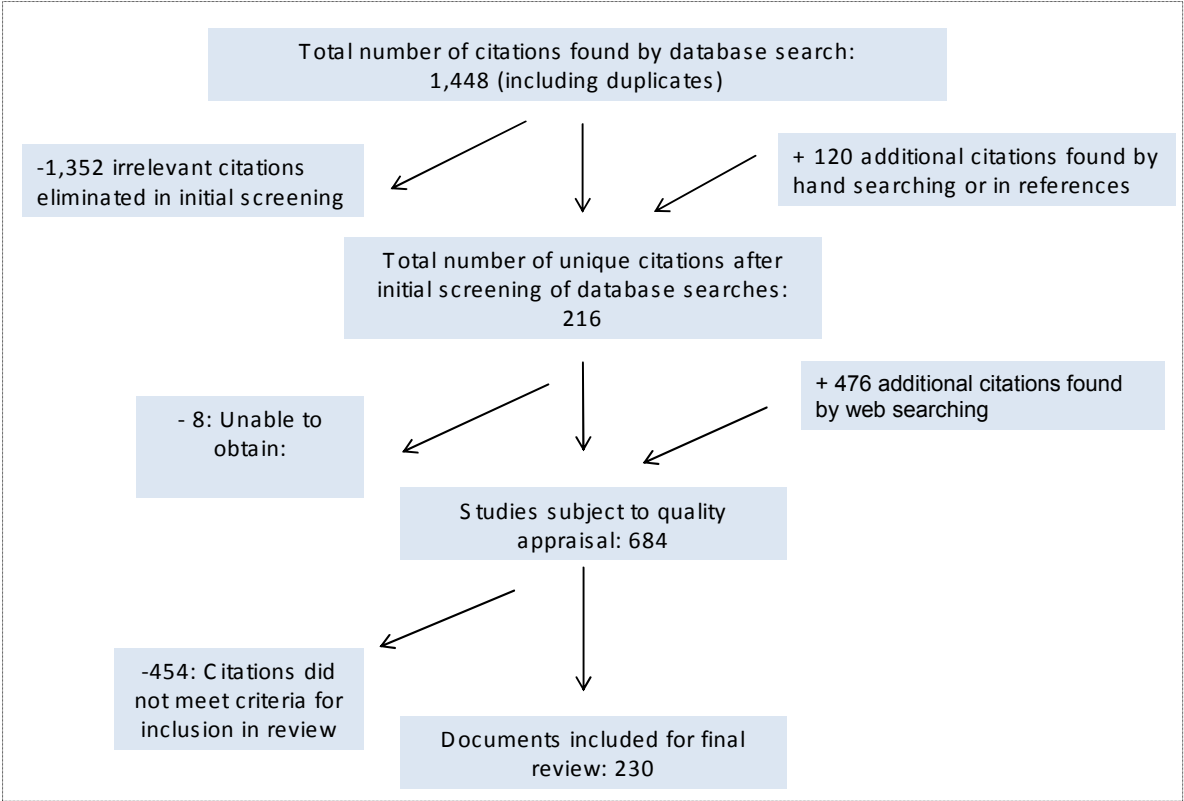 Total number of citations found by database search:
1,448 (including duplicates)
-1,352 irrelevant citations
eliminated in initial screening
+ 120 additional citations found by
hand searching or in references
Total number of unique citations after
initial screening of database searches:
216
- 8: Unable to
obtain:
+ 476 additional citations found
by web searching
Studies subject to quality
appraisal: 684
-454: Citations did
not meet criteria for
inclusion in review
Documents included for final
review: 230